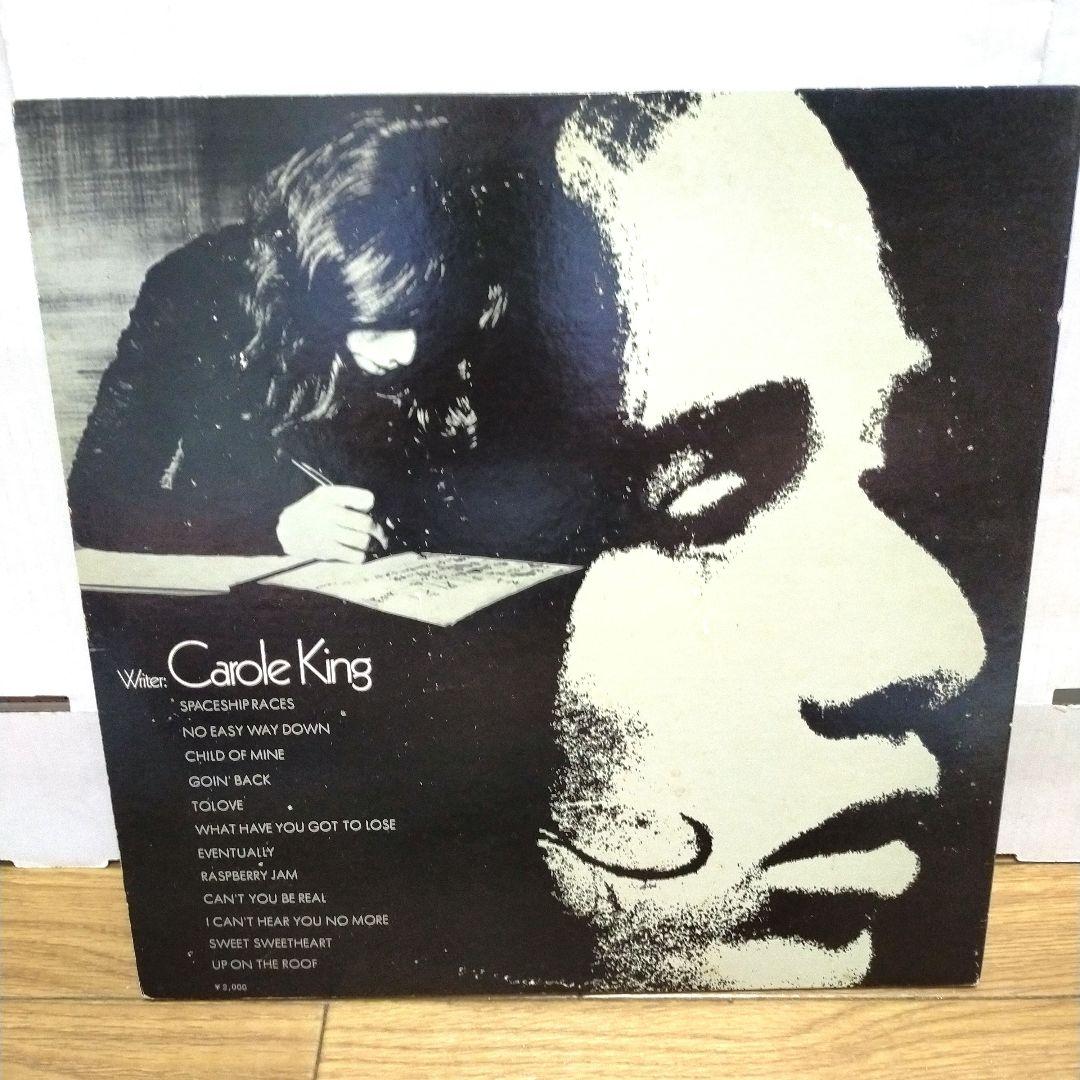 Writer: Carole King
SPACESHIP RACES
NO EASY WAY DOWN
CHILD OF MINE
GOIN' BACK
TO LOVE
WHAT HAVE YOU GOT TO LOSE
EVENTUALLY
RASPBERRY JAM
CAN'T YOU BE REAL
I CAN'T HEAR YOU NO MORE
SWEET SWEETHEART
UP ON THE ROOF